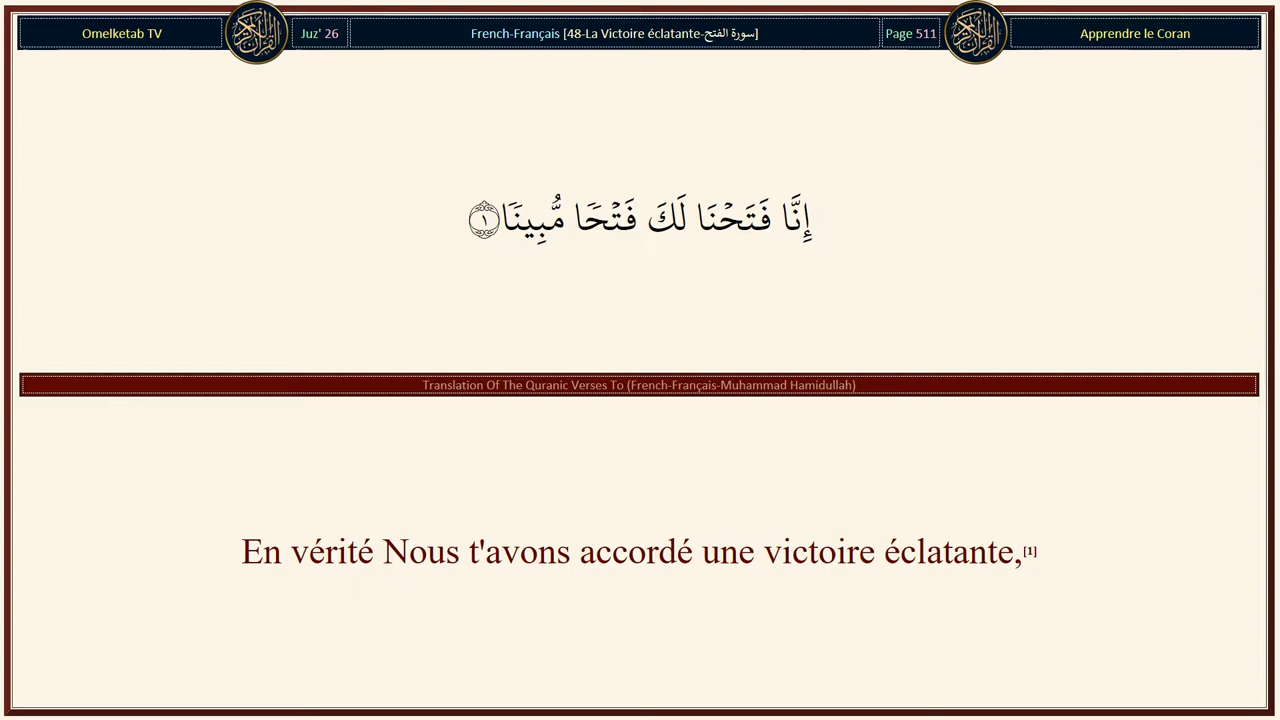 Omelketab TV
Juz' 26
French-Français [48-La Victoire éclatante-سورة الفتح]
Page 511
Apprendre le Coran
إِنَّا فَتَحۡنَا لَكَ فَتۡحٗا مُّبِينٗا ١
Translation Of The Quranic Verses To (French-Français-Muhammad Hamidullah)
En vérité Nous t'avons accordé une victoire éclatante,[1]